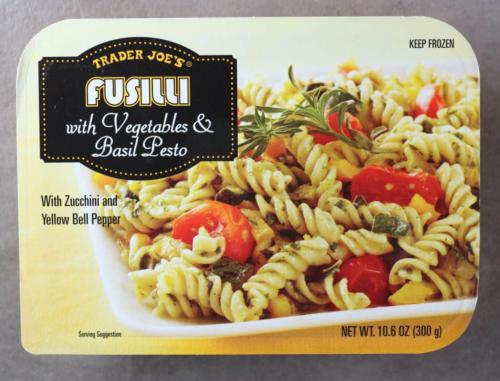 KEEP FROZEN
TRADER JOE'S®
FUSILLI
with Vegetables &
Basil Pesto
With Zucchini and
Yellow Bell Pepper
Serving Suggestion
NET WT. 10.6 OZ (300 g)